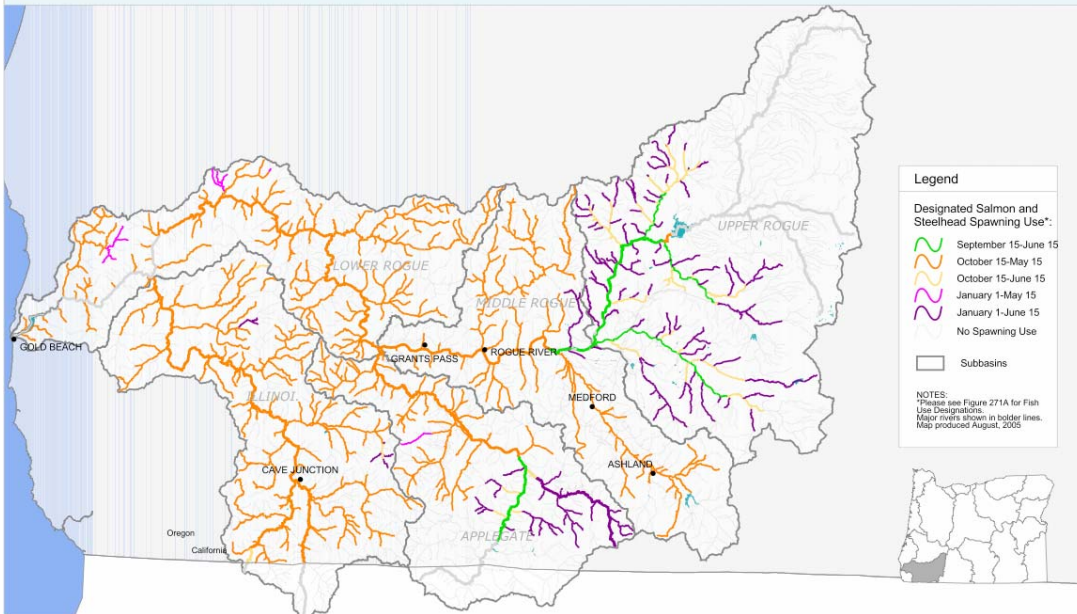 UPPER ROGUE
LOWER ROGUE
MIDDLE ROGUE
GOLD BEACH
GRANTS PASS
ROGUE RIVER
ILLINOI
MEDFORD
CAVE JUNCTION
ASHLAND
APPLEGATE
Oregon
California
Legend
Designated Salmon and
Steelhead Spawning Use*:
September 15-June 15
October 15-May 15
October 15-June 15
January 1-May 15
January 1-June 15
No Spawning Use
Subbasins
NOTES:
*Please see Figure 271A for Fish
Use Designations.
Major rivers shown in bolder lines.
Map produced August, 2005